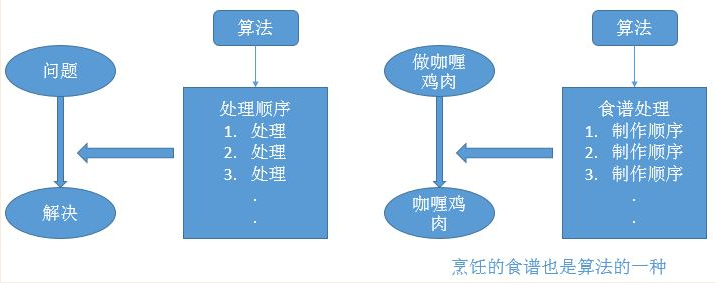 算法
问题
处理顺序
1. 处理
2. 处理
3. 处理
.
.
解决
算法
做咖喱
鸡肉
食谱处理
1. 制作顺序
2. 制作顺序
3. 制作顺序
.
.
咖喱鸡
肉
烹饪的食谱也是算法的一种